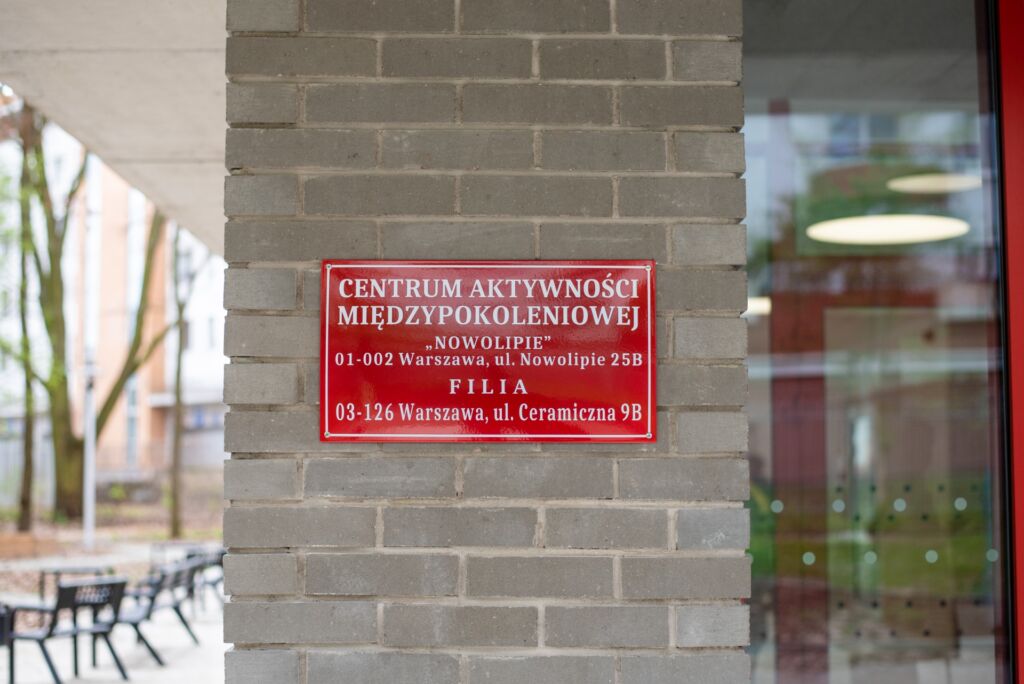 CENTRUM AKTYWNOŚCI
MIĘDZYPOKOLENIOWEJ
„NOWOLIPIE”
01-002 Warszawa, ul. Nowolipie 25B
FILIA
03-126 Warszawa, ul. Ceramiczna 9B